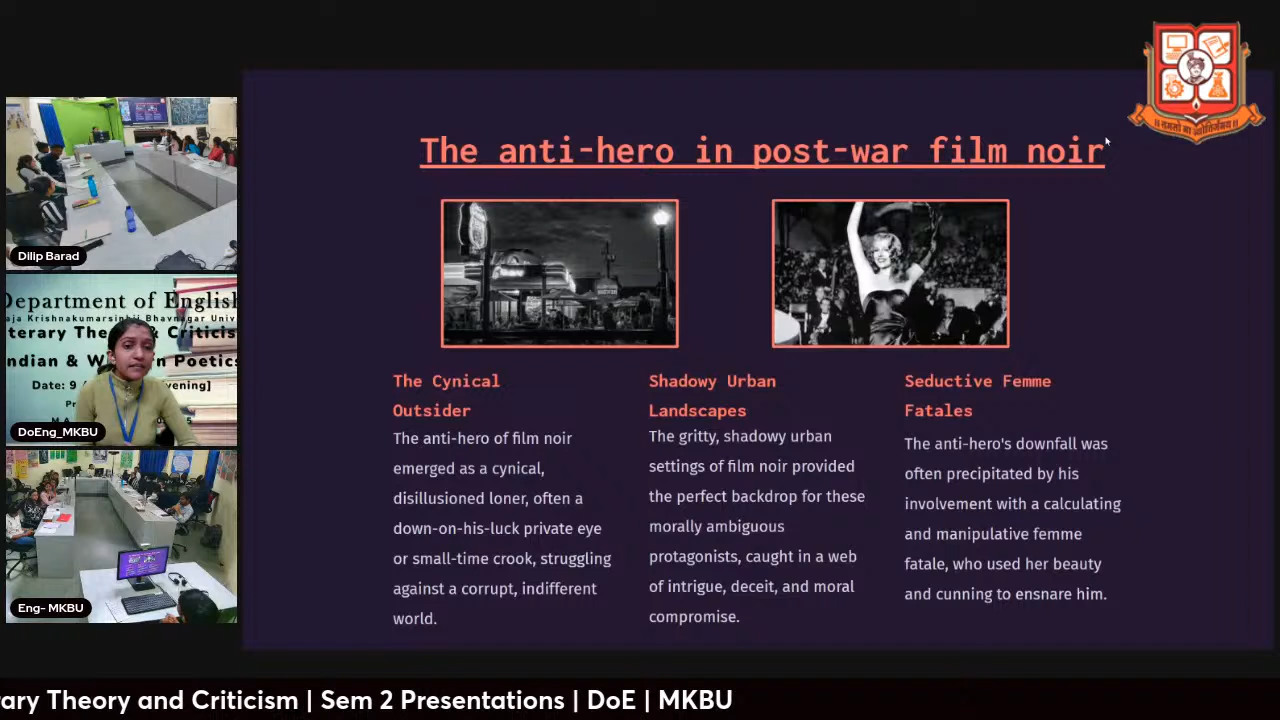 The anti-hero in post-war film noir
The Cynical
Outsider
The anti-hero of film noir
emerged as a cynical,
disillusioned loner, often a
down-on-his-luck private eye
or small-time crook, struggling
against a corrupt, indifferent
world.
Shadowy Urban
Landscapes
The gritty, shadowy urban
settings of film noir provided
the perfect backdrop for these
morally ambiguous
protagonists, caught in a web
of intrigue, deceit, and moral
compromise.
Seductive Femme
Fatales
The anti-hero's downfall was
often precipitated by his
involvement with a calculating
and manipulative femme
fatale, who used her beauty
and cunning to ensnare him.
Dilip Barad
Department of English
Krishnakumarsinhji Bhavnagar
Date: 9
DoEng_MKBU
Eng- MKBU
Theory and Criticism | Sem 2 Presentations | DoE | MKBU